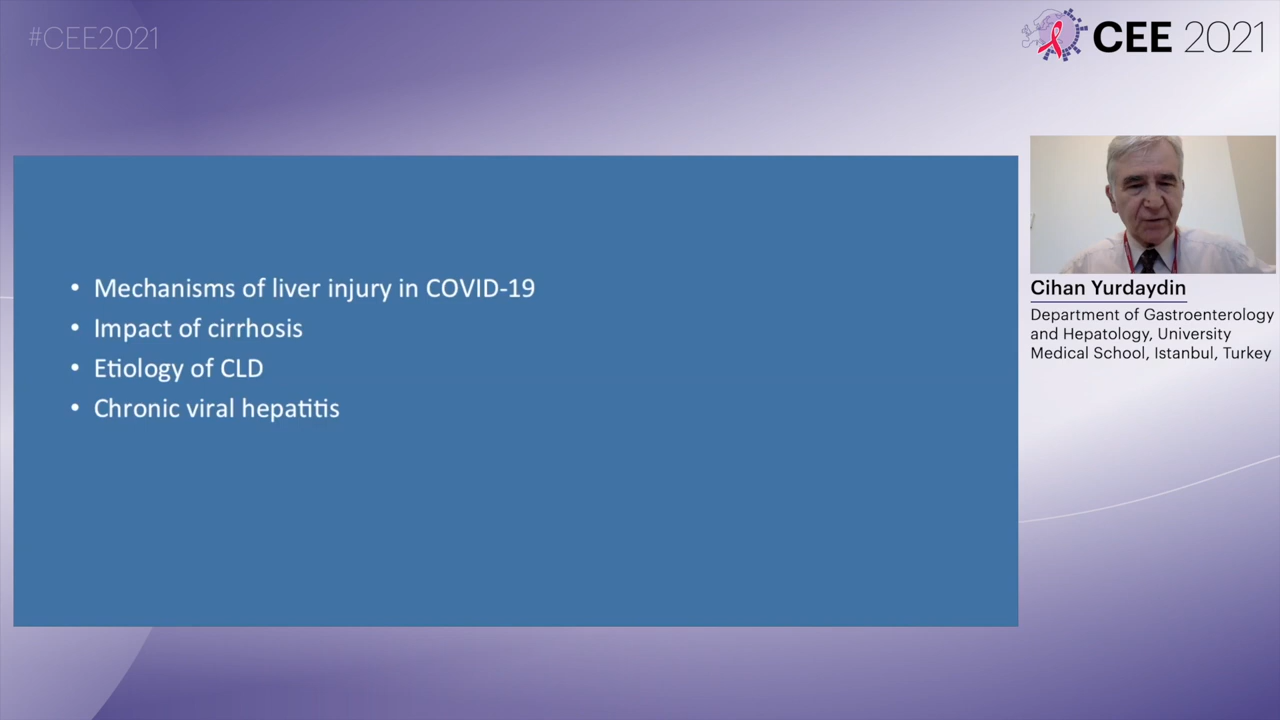 #CEE2021
CEE 2021
• Mechanisms of liver injury in COVID-19
• Impact of cirrhosis
• Etiology of CLD
• Chronic viral hepatitis
Cihan Yurdaydin
Department of Gastroenterology
and Hepatology, University
Medical School, Istanbul, Turkey